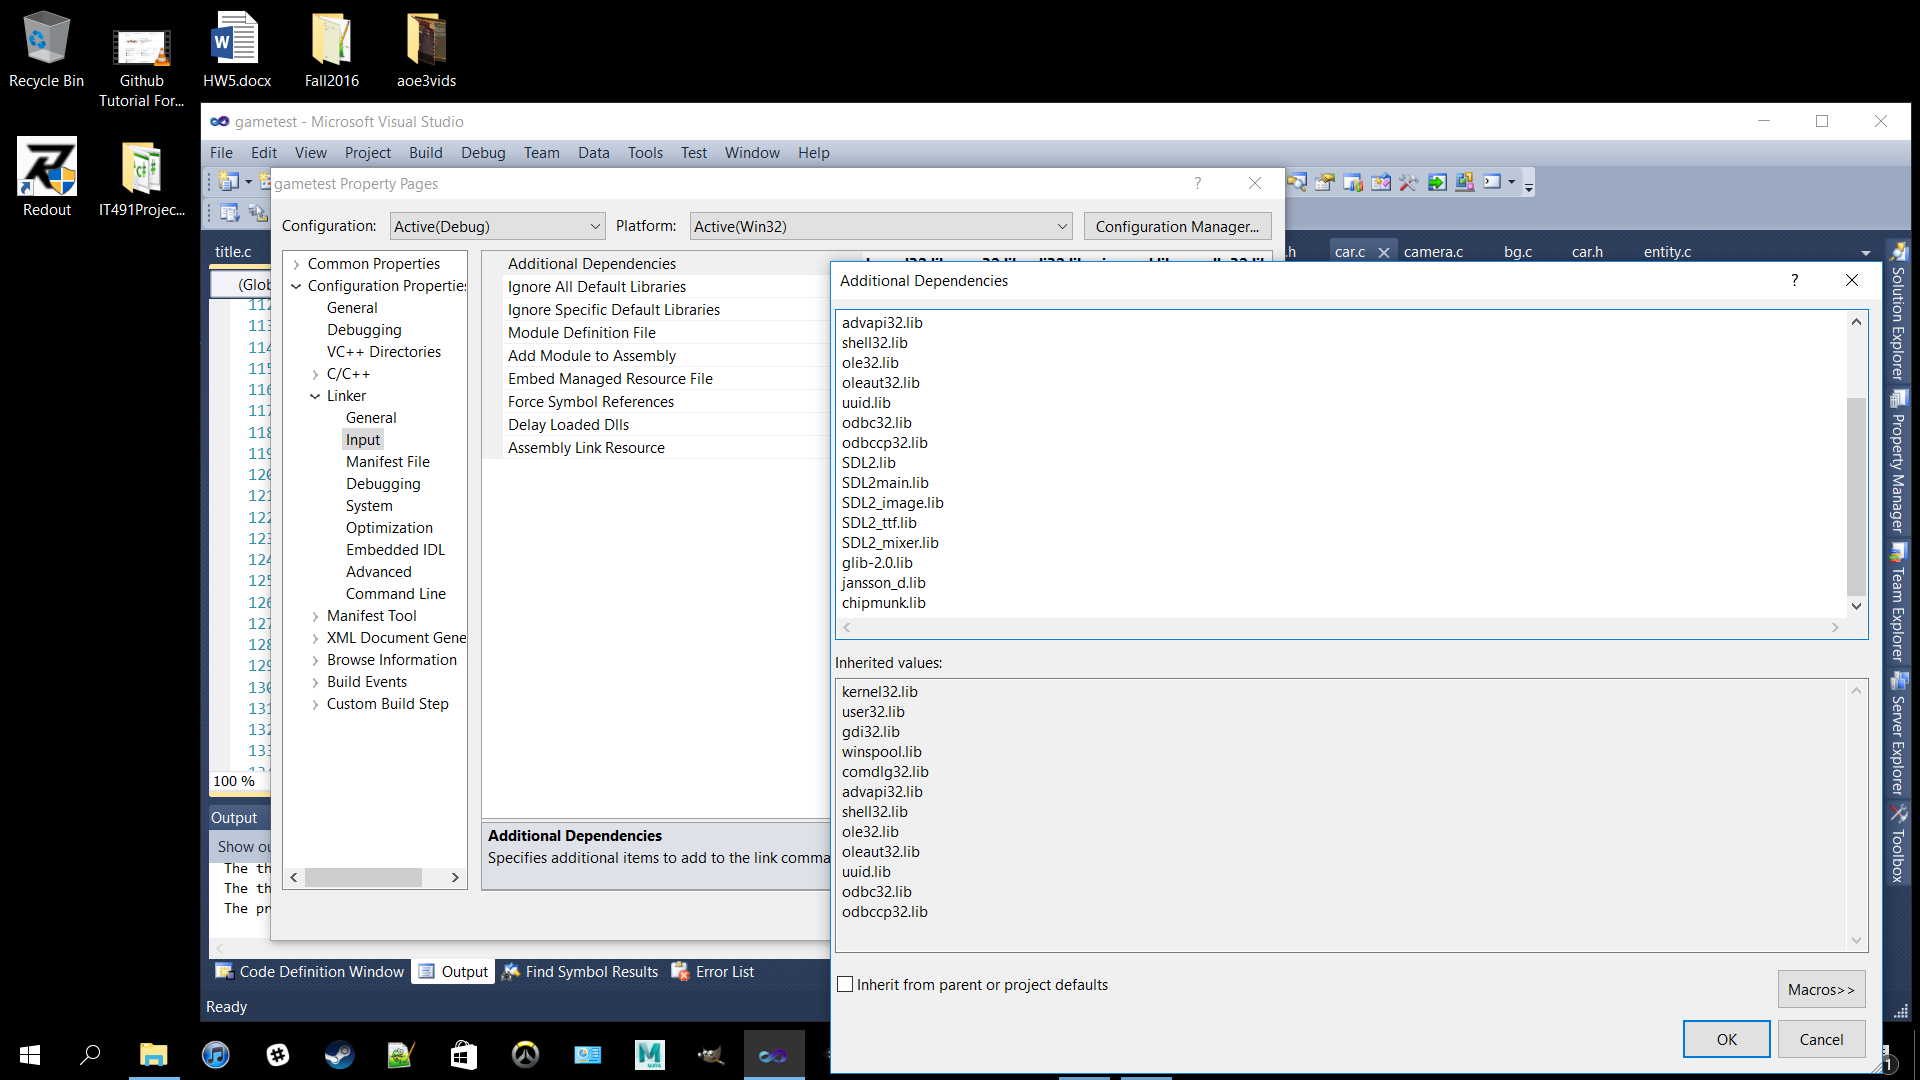 Recycle Bin
Github
Tutorial For...
HW5.docx
Fall2016
aoe3vids
Redout
IT491Projec...
gametest - Microsoft Visual Studio
File Edit View Project Build Debug Team Data Tools Test Window Help
gametest Property Pages
Configuration: Active(Debug) Platform: Active(Win32) Configuration Manager...
title.c
.h car.c camera.c bg.c car.h entity.c
(Glob
113
114
115
116
117
118
119
120
121
122
123
124
125
126
127
128
129
130
131
132
133
100 %
Common Properties
Configuration Properties
General
Debugging
VC++ Directories
C/C++
Linker
General
Input
Manifest File
Debugging
System
Optimization
Embedded IDL
Advanced
Command Line
Manifest Tool
XML Document Gene
Browse Information
Build Events
Custom Build Step
Additional Dependencies
Ignore All Default Libraries
Ignore Specific Default Libraries
Module Definition File
Add Module to Assembly
Embed Managed Resource File
Force Symbol References
Delay Loaded Dlls
Assembly Link Resource
Additional Dependencies
Specifies additional items to add to the link comma
Additional Dependencies
advapi32.lib
shell32.lib
ole32.lib
oleaut32.lib
uuid.lib
odbc32.lib
odbccp32.lib
SDL2.lib
SDL2main.lib
SDL2_image.lib
SDL2_ttf.lib
SDL2_mixer.lib
glib-2.0.lib
jansson_d.lib
chipmunk.lib
Inherited values:
kernel32.lib
user32.lib
gdi32.lib
winspool.lib
comdlg32.lib
advapi32.lib
shell32.lib
ole32.lib
oleaut32.lib
uuid.lib
odbc32.lib
odbccp32.lib
Inherit from parent or project defaults
Macros>>
OK Cancel
Solution Explorer
Property Manager
Team Explorer
Server Explorer
Toolbox
Output
Show ou
The th
The th
The pr
Code Definition Window Output Find Symbol Results Error List
Ready
MAYA
1